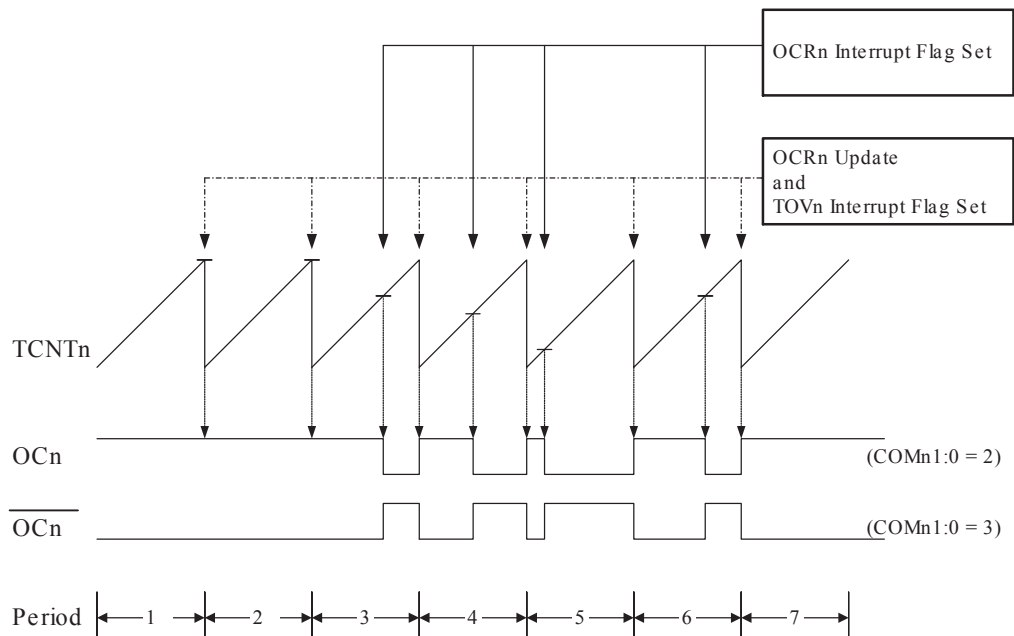 OCRn Interrupt Flag Set
OCRn Update
and
TOVn Interrupt Flag Set
TCNTn
OCn
(COMn1:0 = 2)
OCn
(COMn1:0 = 3)
Period
1
2
3
4
5
6
7